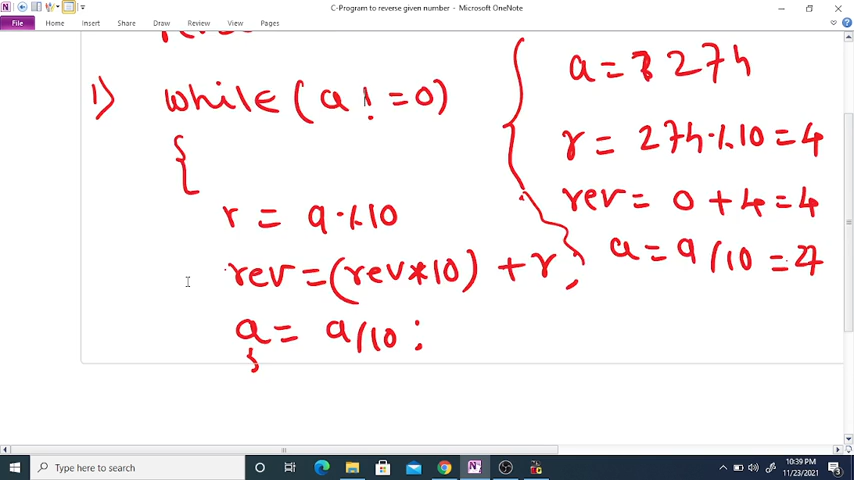 C-Program to reverse given number - Microsoft OneNote
File Home Insert Share Draw Review View Pages
1) while ( a ! = 0 )
{
r = a % 10
rev = (rev*10) + r ;
a = a/10 ;
}
a = 274
r = 274 % 10 = 4
rev = 0 + 4 = 4
a = a/10 = 27
Type here to search
10:39 PM
11/23/2021
3